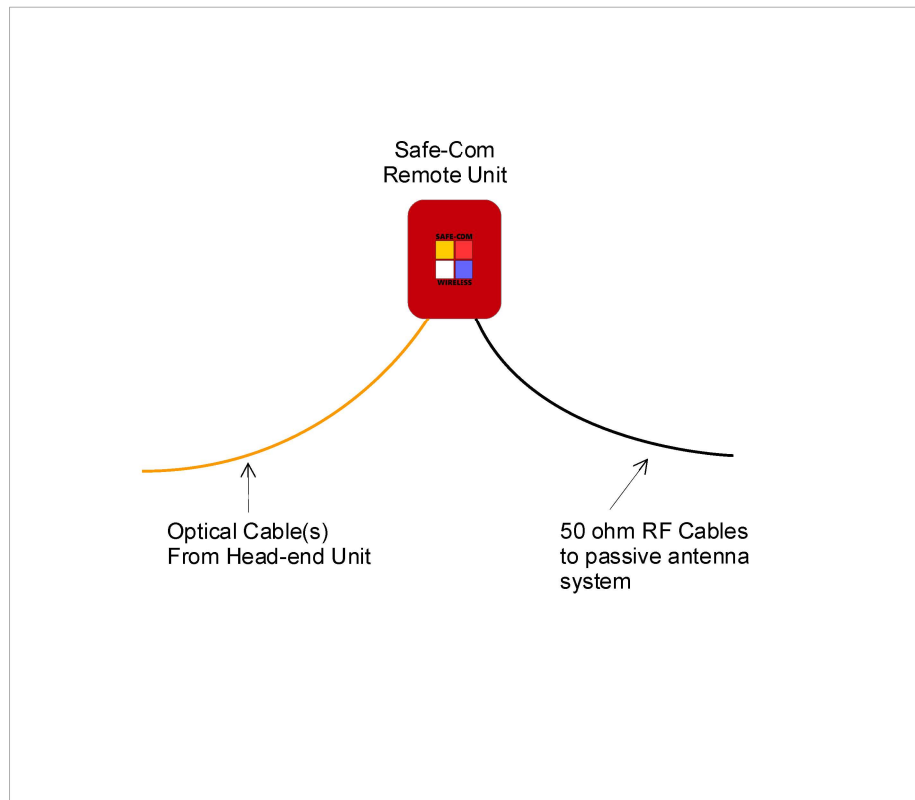 Safe-Com
Remote Unit
SAFE-COM
WIRELISS
Optical Cable(s)
From Head-end Unit
50 ohm RF Cables
to passive antenna
system